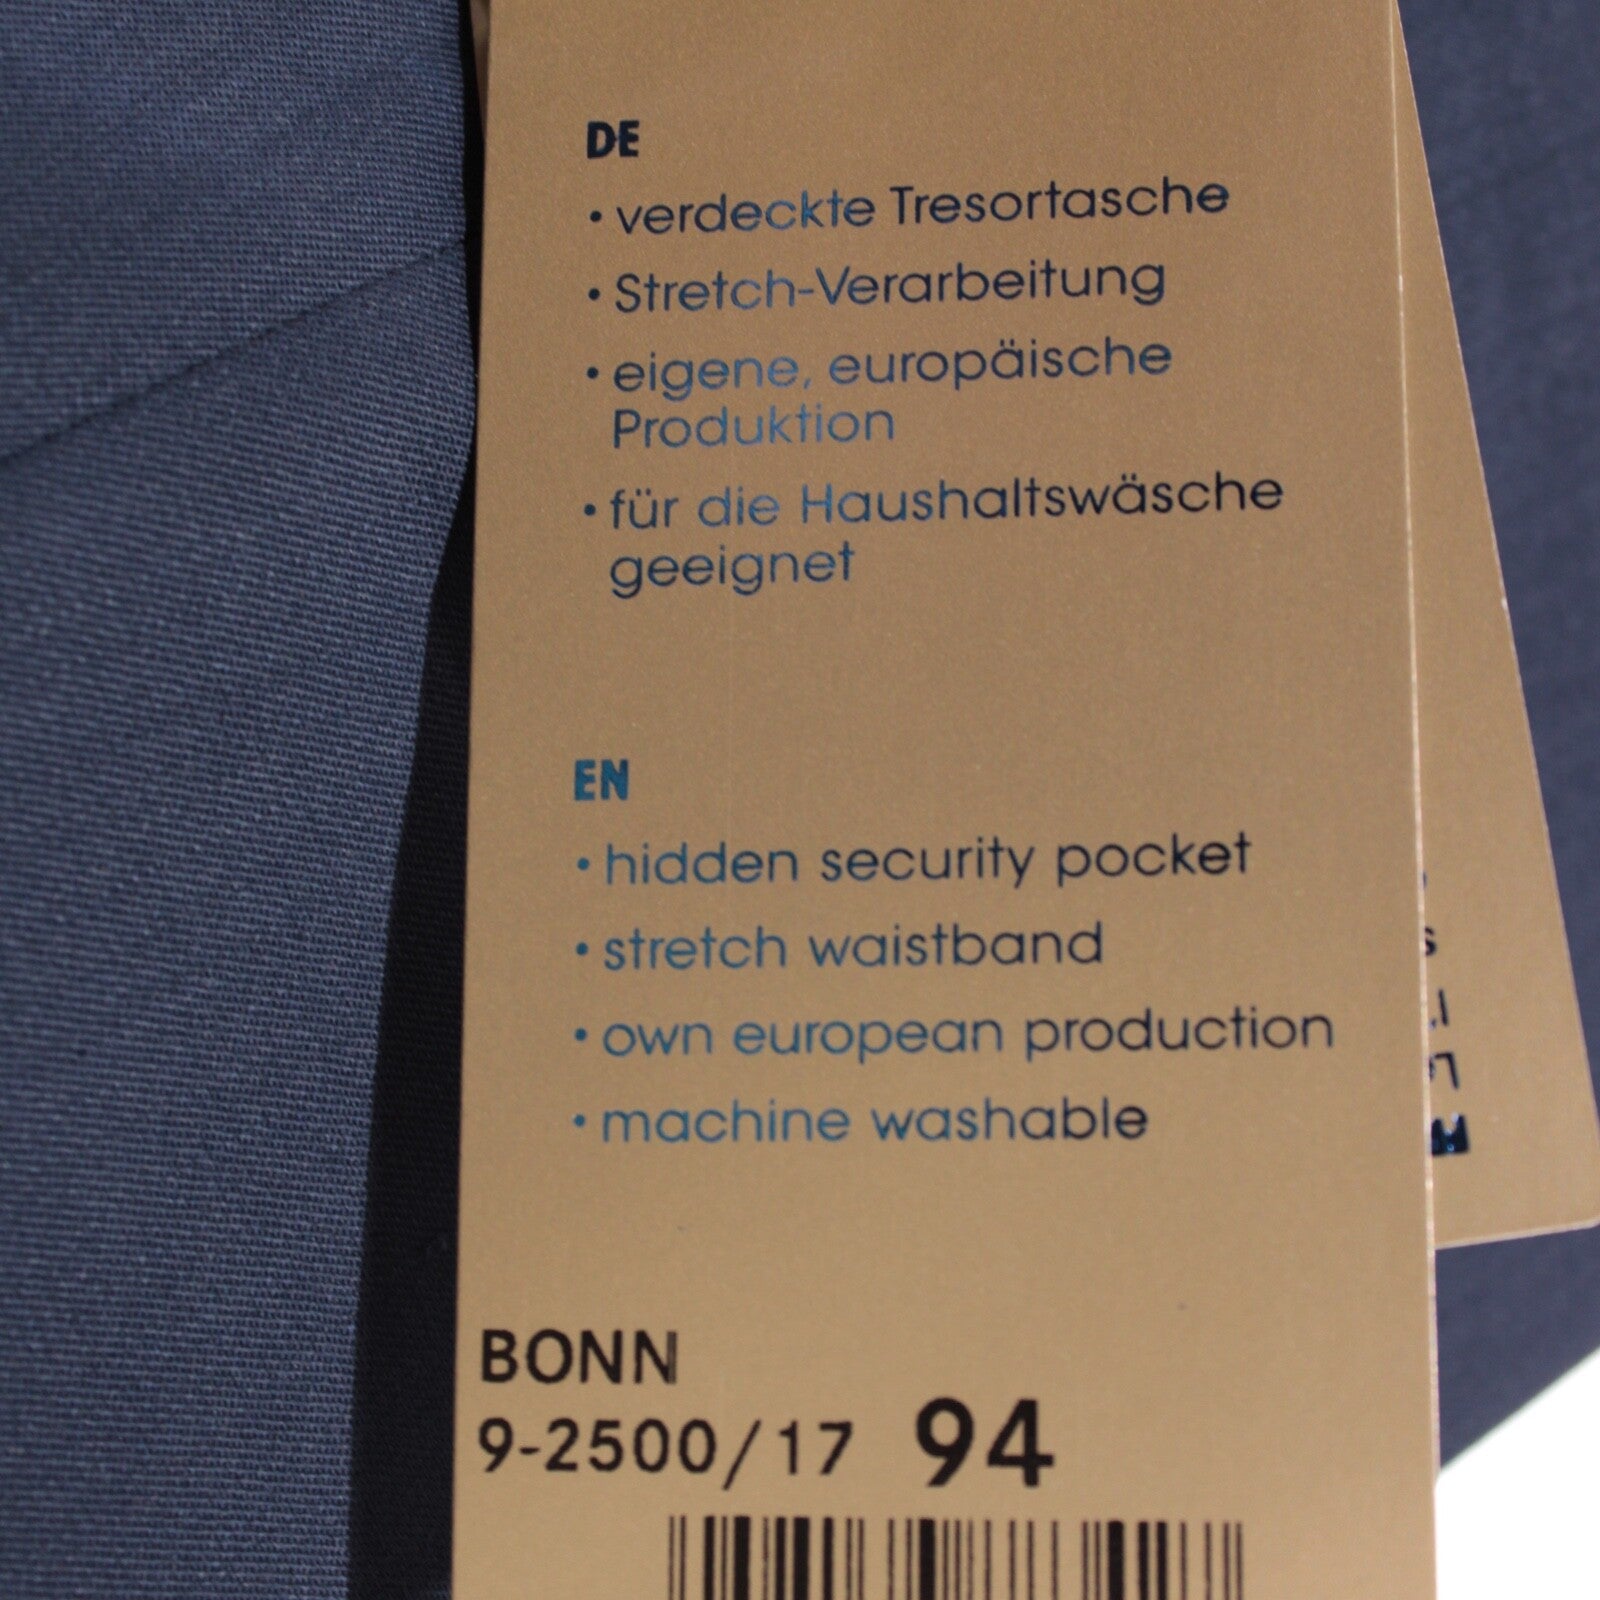 DE
• verdeckte Tresortasche
• Stretch-Verarbeitung
• eigene, europäische
Produktion
• für die Haushaltswäsche
geeignet
EN
• hidden security pocket
• stretch waistband
• own european production
• machine washable
BONN
9-2500/17 94